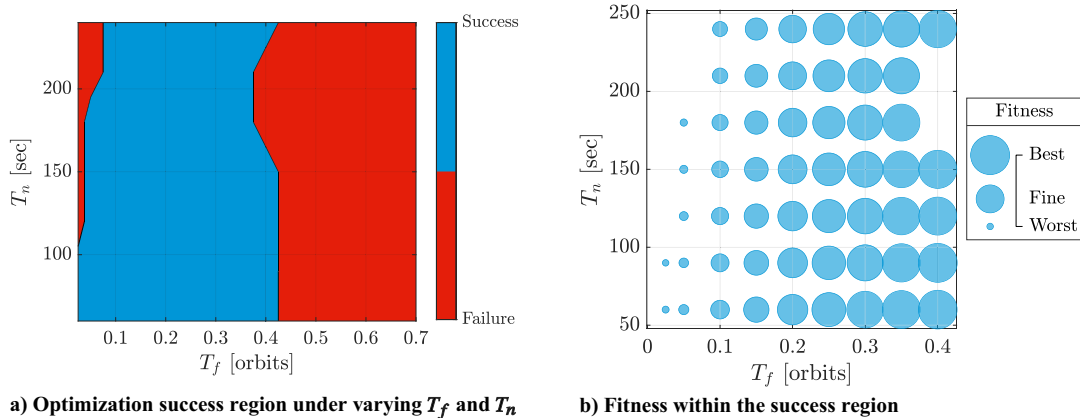 Success
Failure
200
150
100
T_n [sec]
0.1 0.2 0.3 0.4 0.5 0.6 0.7
T_f [orbits]
a) Optimization success region under varying T_f and T_n
250
200
150
100
50
T_n [sec]
0 0.1 0.2 0.3 0.4
T_f [orbits]
Fitness
Best
Fine
Worst
b) Fitness within the success region